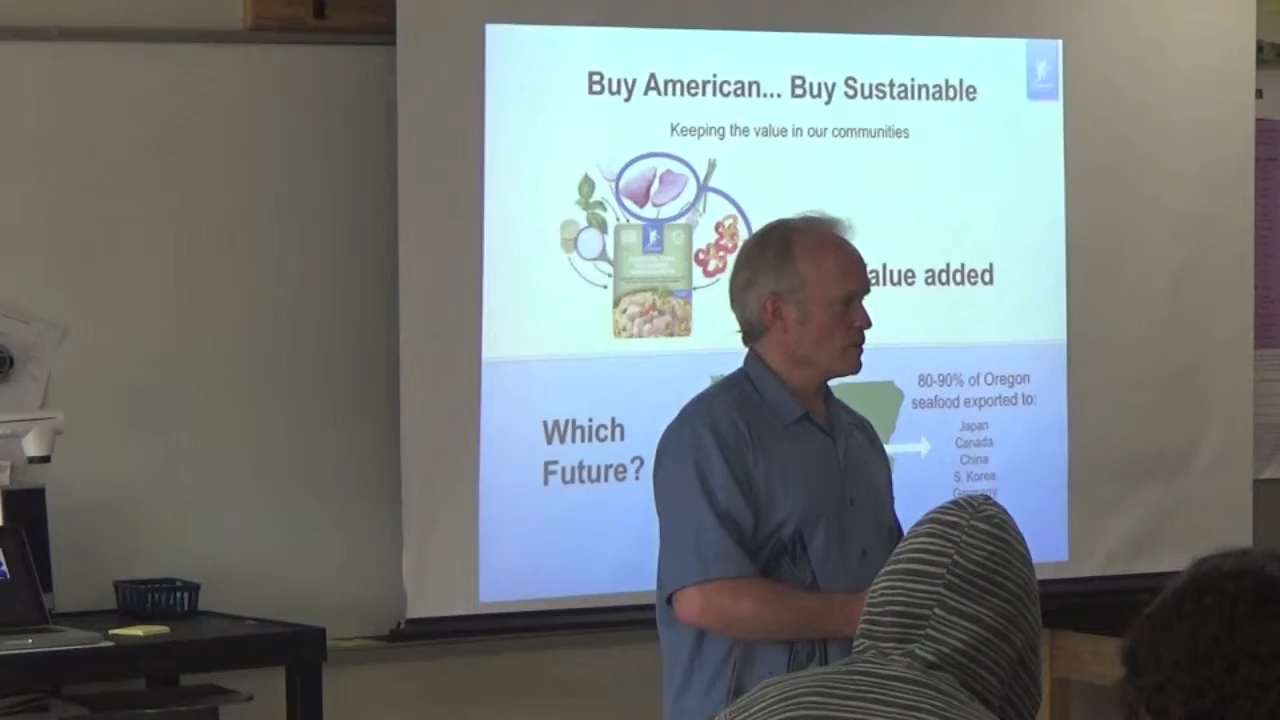 Buy American... Buy Sustainable
Keeping the value in our communities
alue added
Which
Future?
80-90% of Oregon
seafood exported to:
Japan
Canada
China
S. Korea
Germany